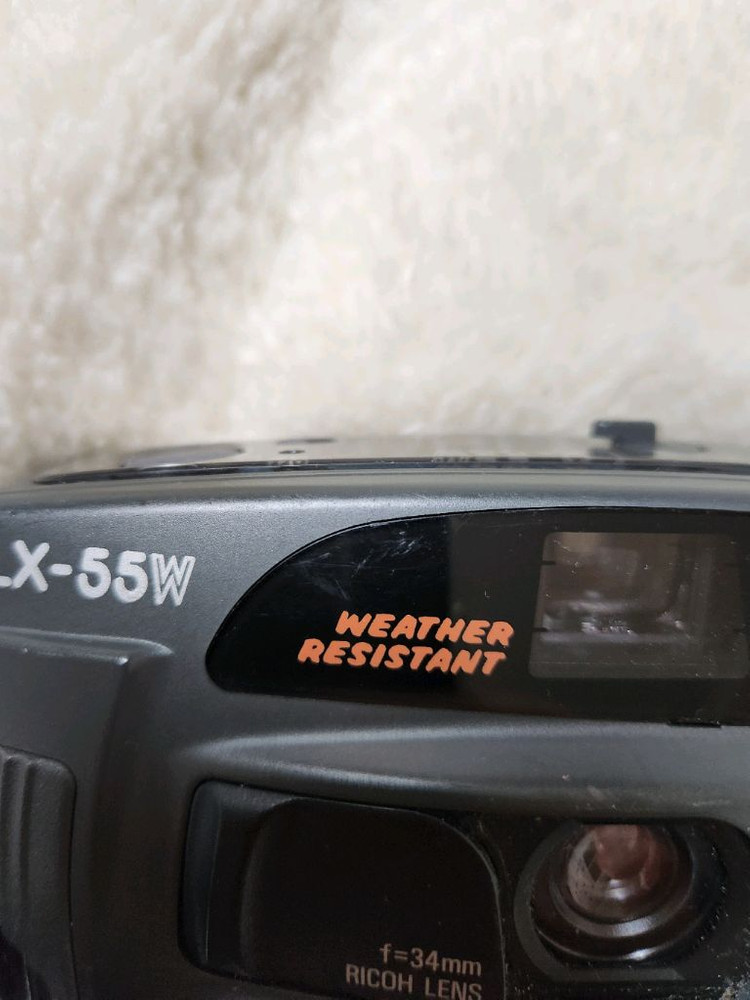 LX-55W
WEATHER
RESISTANT
f=34mm
RICOH LENS